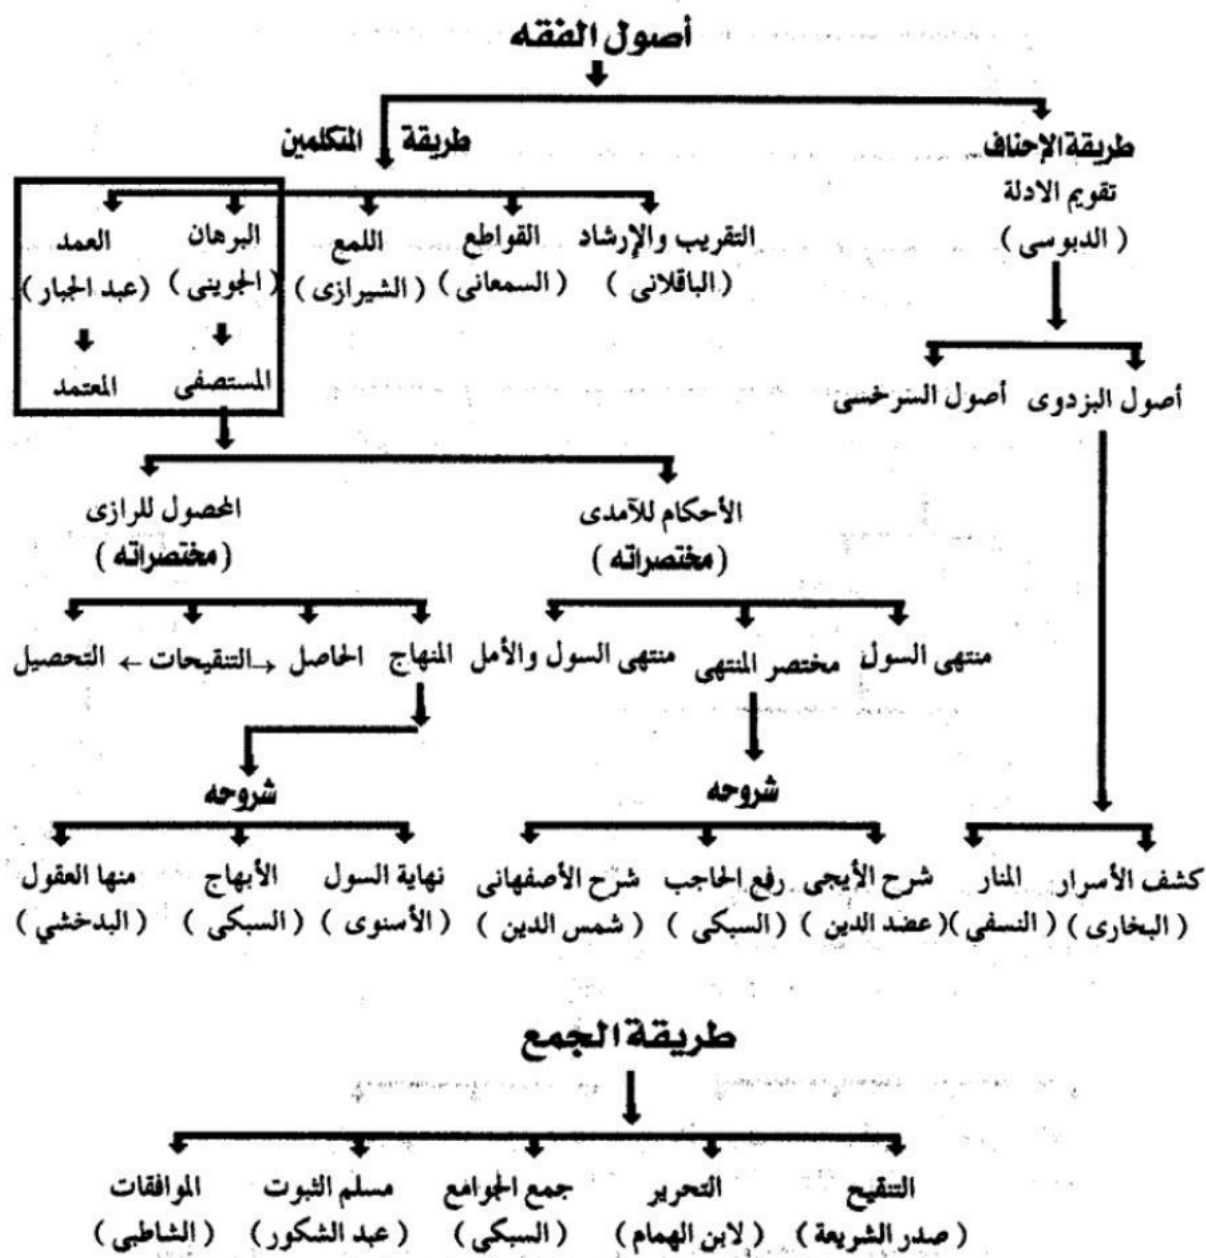 أصول الفقه
طريقة الإحناف
طريقة المتكلمين
تقويم الادلة
( الدبوسى )
التقريب والإرشاد القواطع اللمع البرهان العمد
( الباقلانى ) ( السمعانى ) ( الشيرازى ) ( الجوينى ) ( عبد الجبار )
المستصفى المعتمد
أصول البزدوى أصول السرخسى
الأحكام للآمدى المحصول للرازى
( مختصراته ) ( مختصراته )
منتهى السول مختصر المنتهى منتهى السول والأمل المنهاج الحاصل → التنقيحات ← التحصيل
شروحه شروحه
كشف الأسرار المنار شرح الأيجى رفع الحاجب شرح الأصفهانى نهاية السول الأبهاج منها العقول
( البخارى ) ( النسفى ) ( عضد الدين ) ( السبكى ) ( شمس الدين ) ( الأسنوى ) ( السبكى ) ( البدخشي )
طريقة الجمع
التنقيح التحرير جمع الجوامع مسلم الثبوت الموافقات
( صدر الشريعة ) ( لابن الهمام ) ( السبكى ) ( عبد الشكور ) ( الشاطبى )